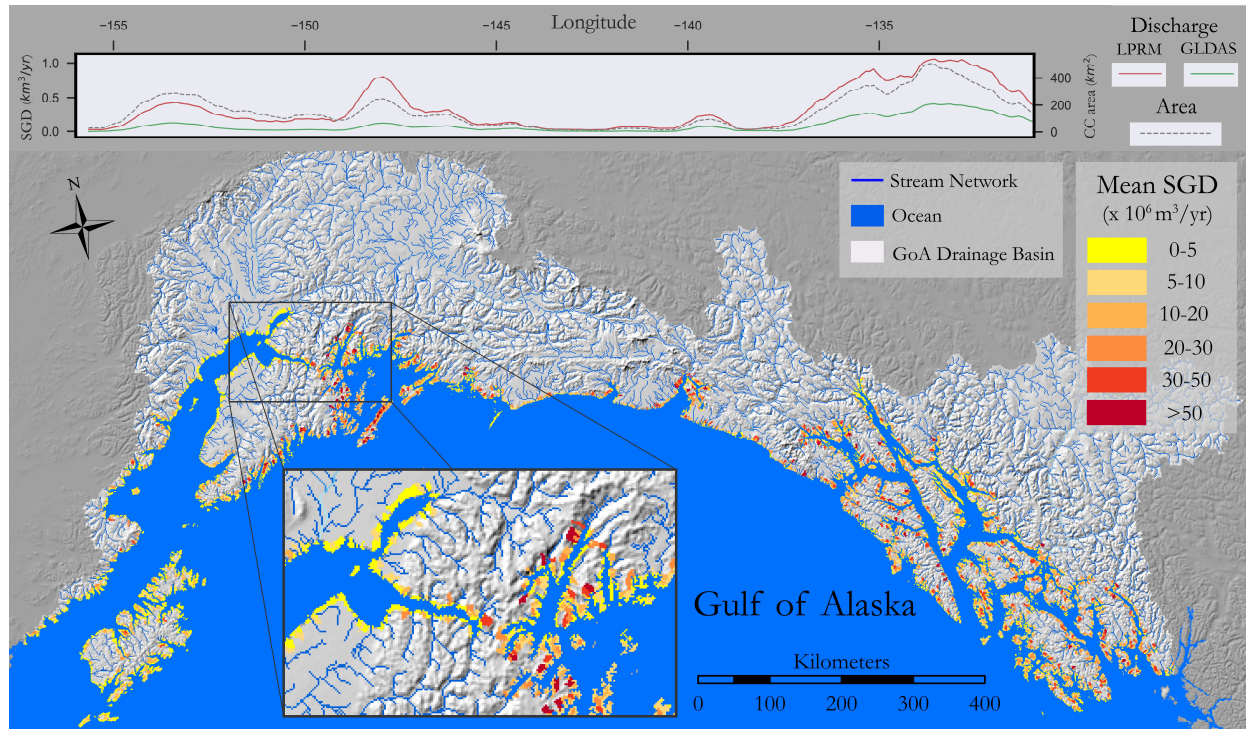 Longitude
−155 −150 −145 −140 −135
SGD (km³/yr)
1.0
0.5
0.0
CC area (km²)
400
200
0
Discharge
LPRM GLDAS
Area
N
Stream Network
Ocean
GoA Drainage Basin
Mean SGD
(x 10⁶ m³/yr)
0-5
5-10
10-20
20-30
30-50
>50
Gulf of Alaska
Kilometers
0 100 200 300 400